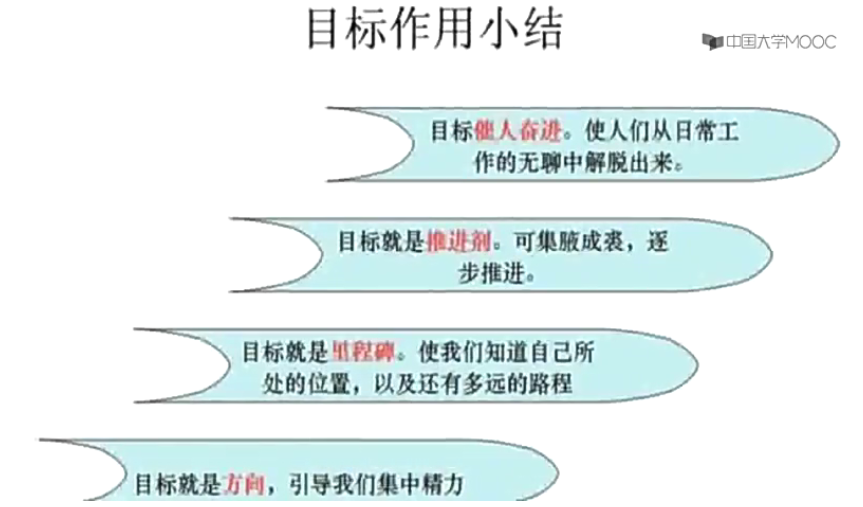 目标作用小结
中国大学MOOC
目标催人奋进。使人们从日常工
作的无聊中解脱出来。
目标就是推进剂。可集腋成裘，逐
步推进。
目标就是里程碑。使我们知道自己所
处的位置，以及还有多远的路程
目标就是方向，引导我们集中精力